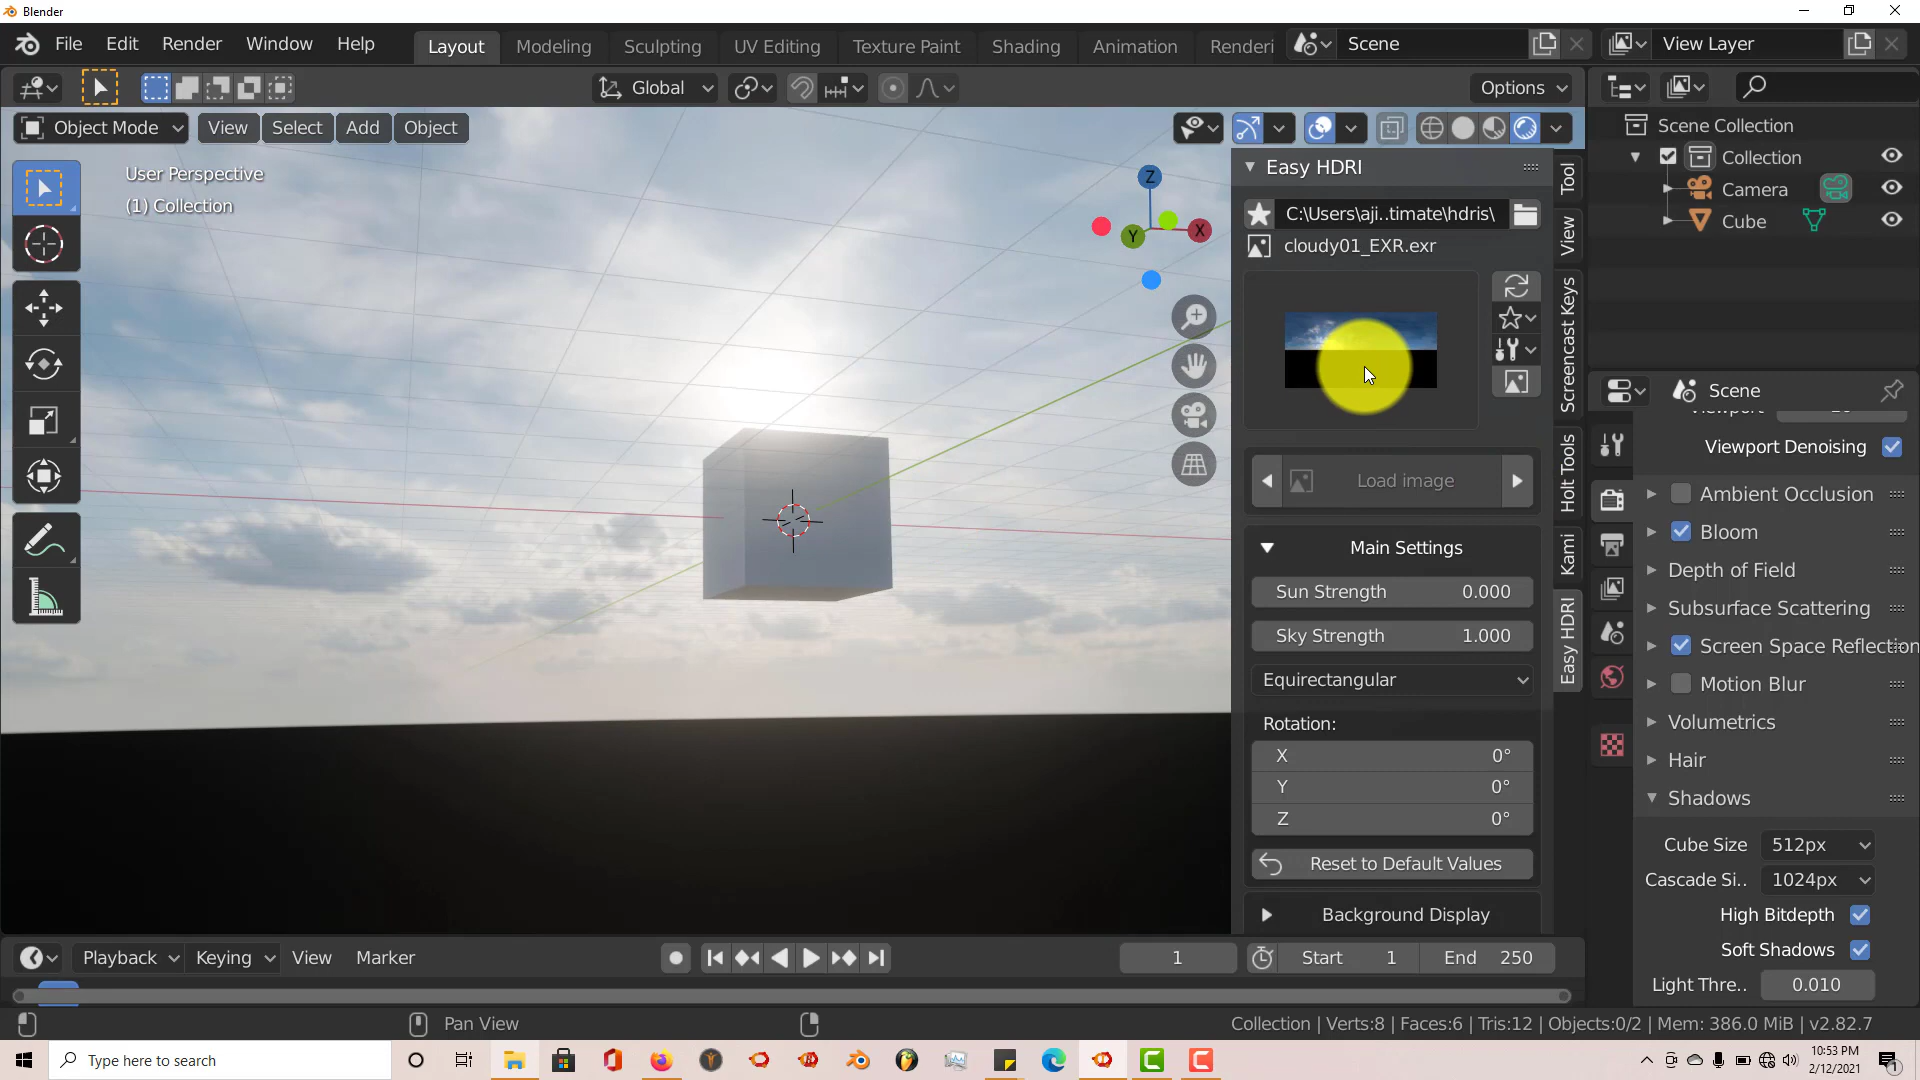 Blender
File Edit Render Window Help Layout Modeling Sculpting UV Editing Texture Paint Shading Animation Renderi Scene View Layer
Global Options
Object Mode View Select Add Object
User Perspective
(1) Collection
Z
Y X
Easy HDRI
C:\Users\aji..timate\hdris\
cloudy01_EXR.exr
Load image
Main Settings
Sun Strength 0.000
Sky Strength 1.000
Equirectangular
Rotation:
X 0°
Y 0°
Z 0°
Reset to Default Values
Background Display
Tool
View
Screencast Keys
Holt Tools
Kami
Easy HDRI
Scene Collection
Collection
Camera
Cube
Scene
Viewport Denoising
Ambient Occlusion
Bloom
Depth of Field
Subsurface Scattering
Screen Space Reflection
Motion Blur
Volumetrics
Hair
Shadows
Cube Size 512px
Cascade Si.. 1024px
High Bitdepth
Soft Shadows
Light Thre.. 0.010
Playback Keying View Marker 1 Start 1 End 250
Pan View
Collection | Verts:8 | Faces:6 | Tris:12 | Objects:0/2 | Mem: 386.0 MiB | v2.82.7
Type here to search
10:53 PM
2/12/2021